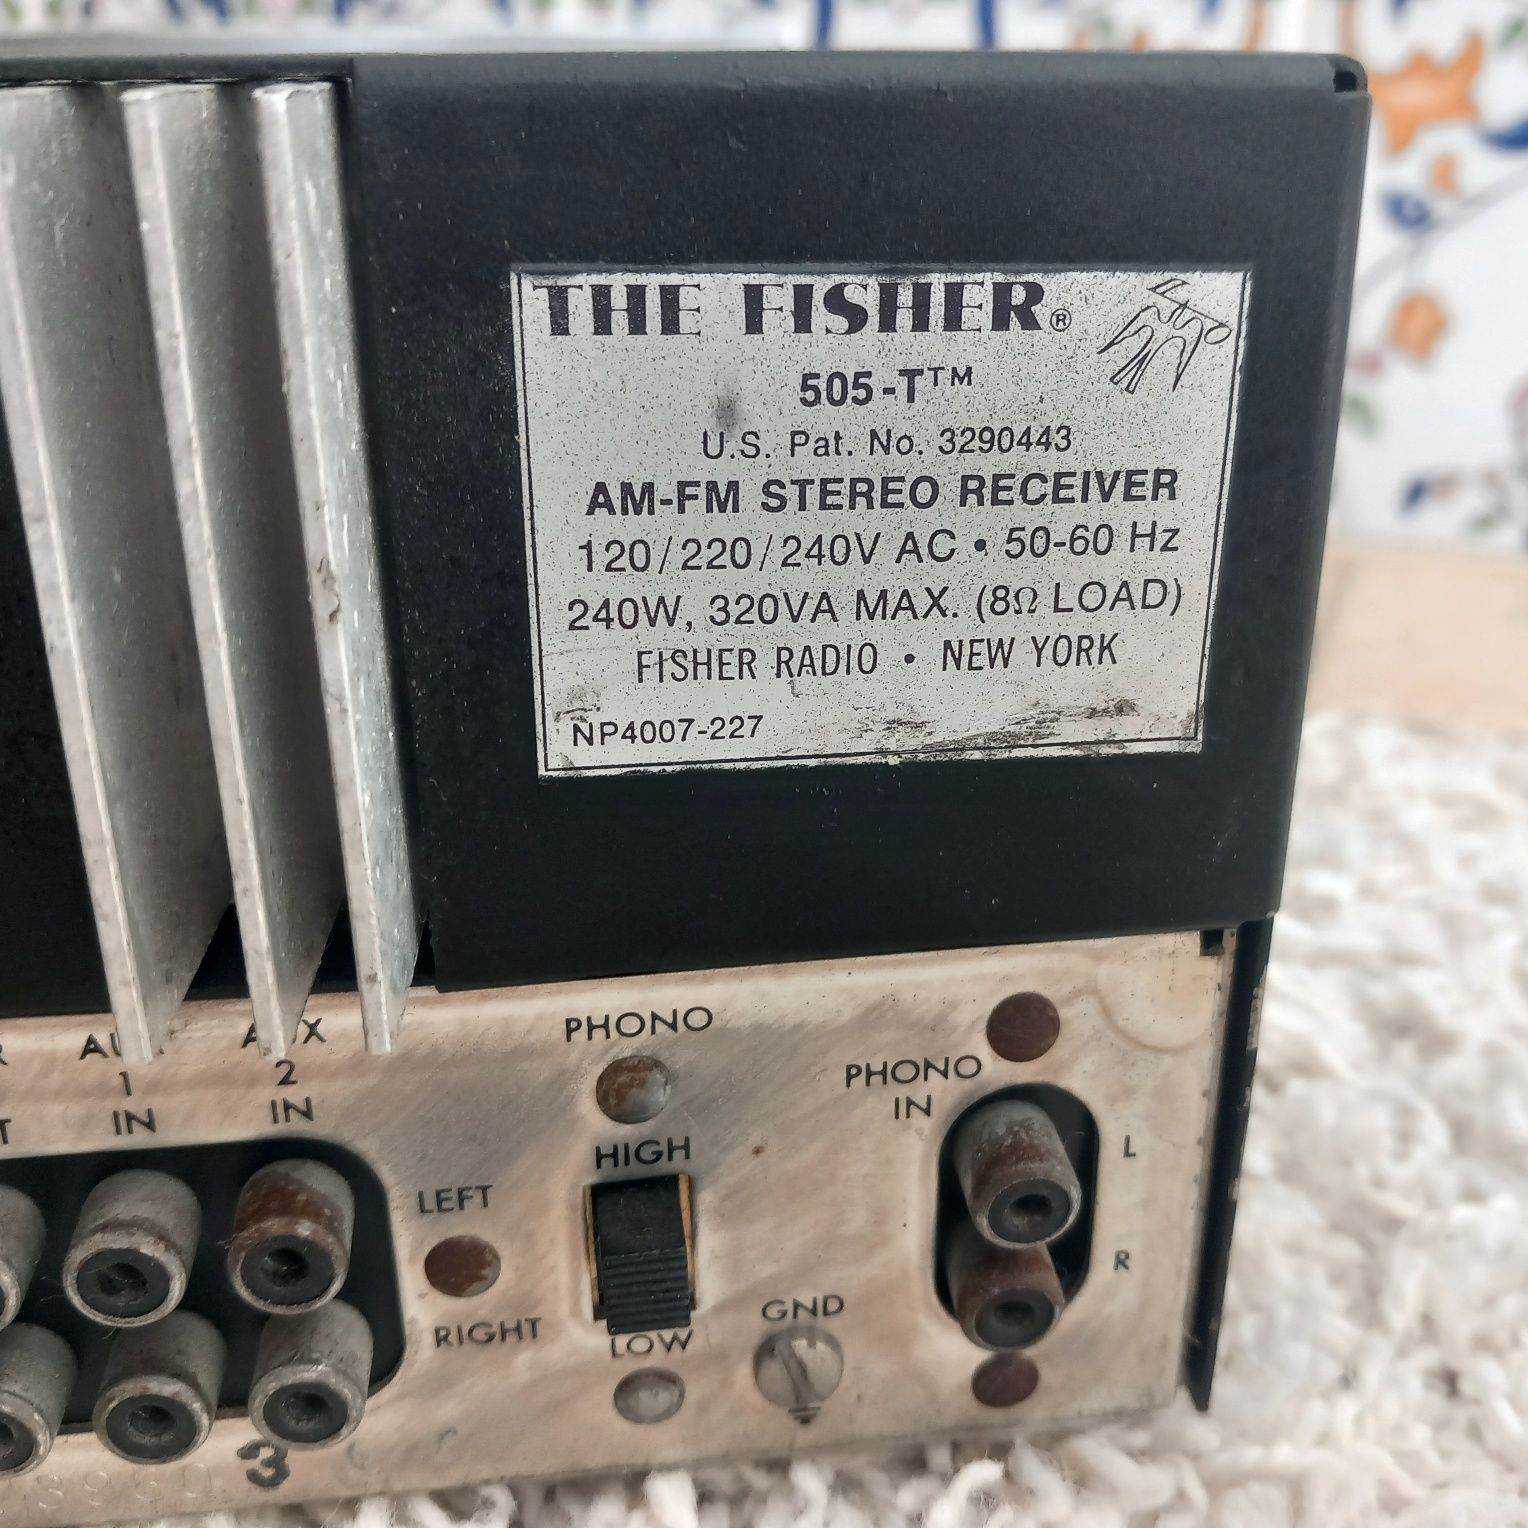 THE FISHER®
505-T™
U.S. Pat. No. 3290443
AM-FM STEREO RECEIVER
120/220/240V AC • 50-60 Hz
240W, 320VA MAX. (8Ω LOAD)
FISHER RADIO • NEW YORK
NP4007-227
AUX
1
IN
AUX
2
IN
LEFT
RIGHT
PHONO
HIGH
LOW
GND
PHONO
IN
L
R
3